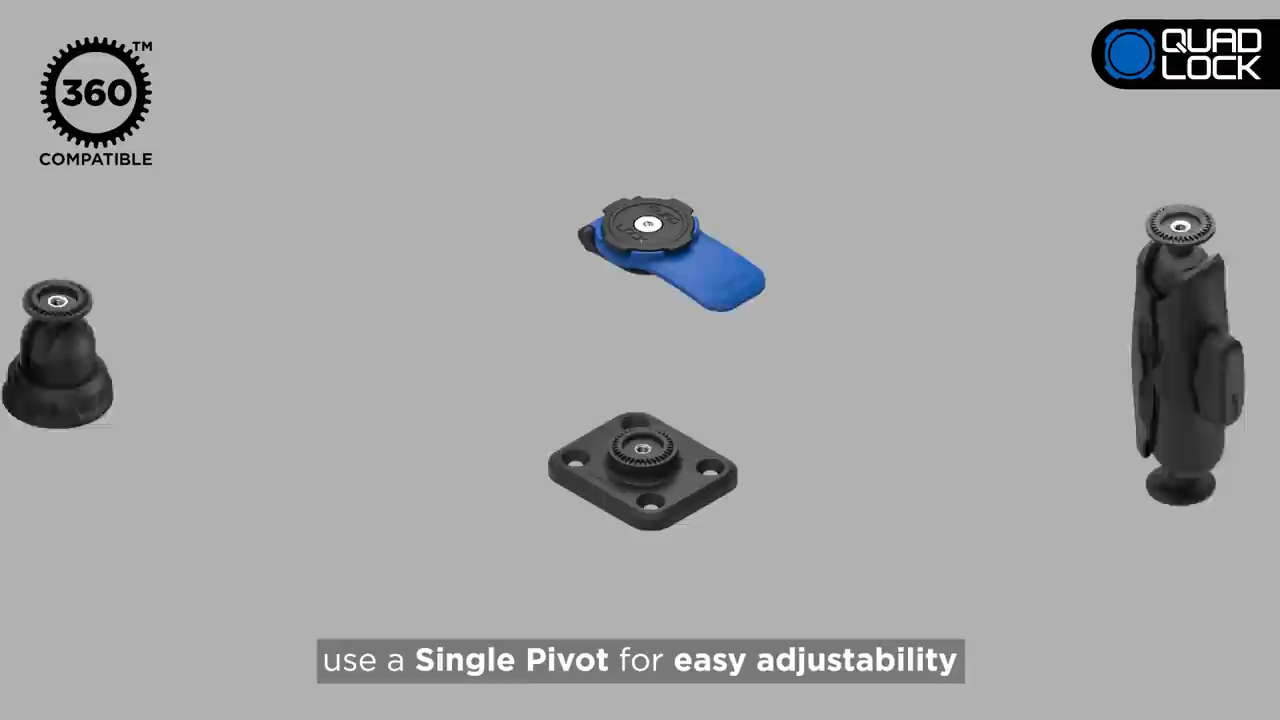 360™
COMPATIBLE
QUAD
LOCK
use a Single Pivot for easy adjustability